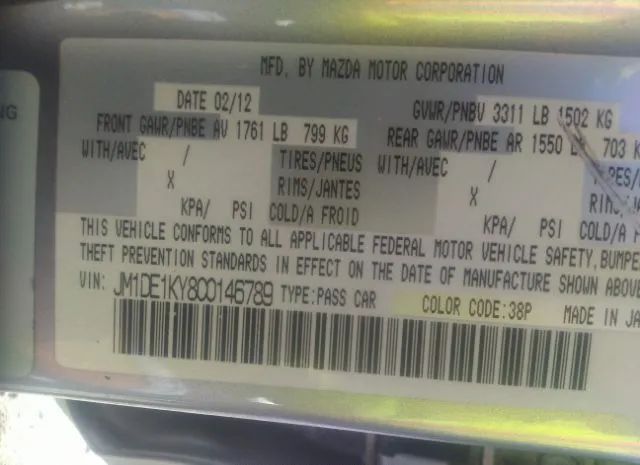 NG
MFD. BY MAZDA MOTOR CORPORATION
DATE 02/12 GVWR/PNBV 3311 LB 1502 KG
FRONT GAWR/PNBE AV 1761 LB 799 KG REAR GAWR/PNBE AR 1550 LB 703 K
WITH/AVEC / TIRES/PNEUS WITH/AVEC /
X RIMS/JANTES X
KPA/ PSI COLD/A FROID KPA/ PSI COLD/A F
THIS VEHICLE CONFORMS TO ALL APPLICABLE FEDERAL MOTOR VEHICLE SAFETY, BUMPE
THEFT PREVENTION STANDARDS IN EFFECT ON THE DATE OF MANUFACTURE SHOWN ABOVE
VIN: JM1DE1KY8C0146789 TYPE:PASS CAR COLOR CODE:38P MADE IN JA